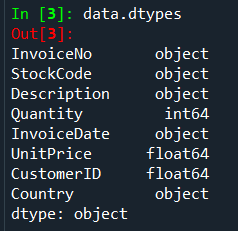 In [3]: data.dtypes
Out[3]:
InvoiceNo object
StockCode object
Description object
Quantity int64
InvoiceDate object
UnitPrice float64
CustomerID float64
Country object
dtype: object